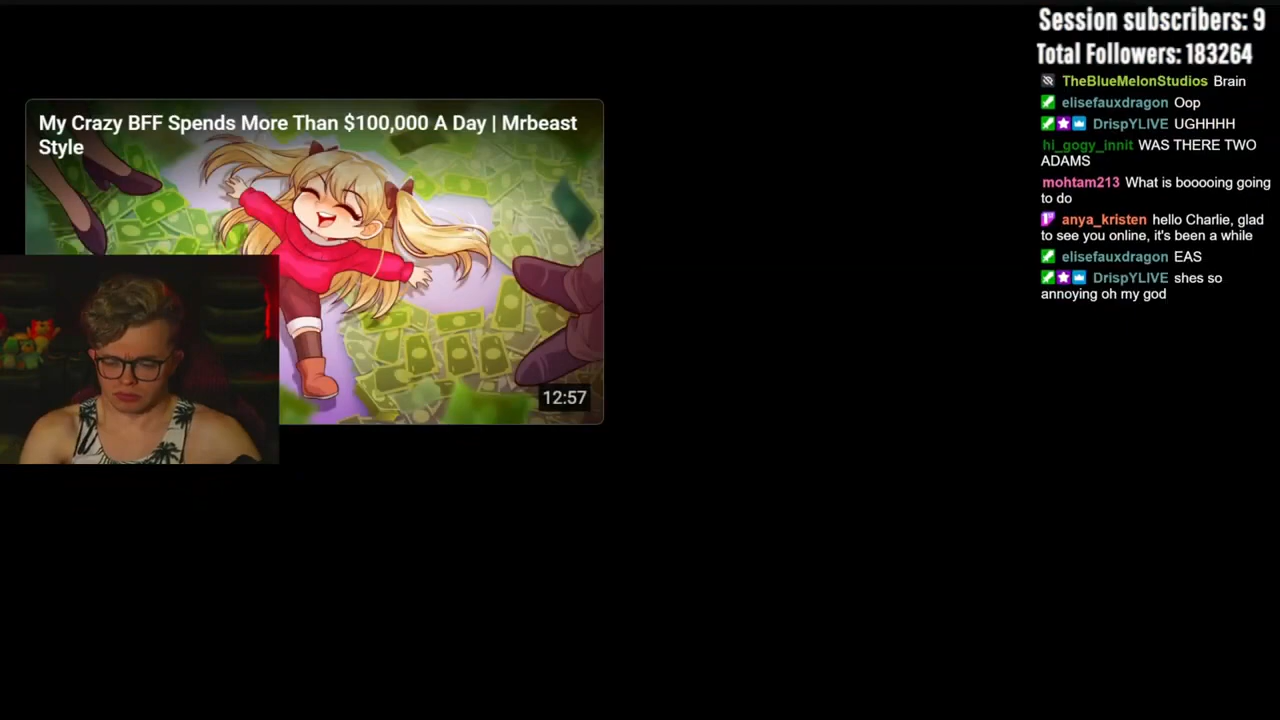 Session subscribers: 9
Total Followers: 183264
TheBlueMelonStudios Brain
elisefauxdragon Oop
DrispYLIVE UGHHHH
hi_gogy_innit WAS THERE TWO
ADAMS
mohtam213 What is booooing going
to do
anya_kristen hello Charlie, glad
to see you online, it's been a while
elisefauxdragon EAS
DrispYLIVE shes so
annoying oh my god
My Crazy BFF Spends More Than $100,000 A Day | Mrbeast
Style
12:57